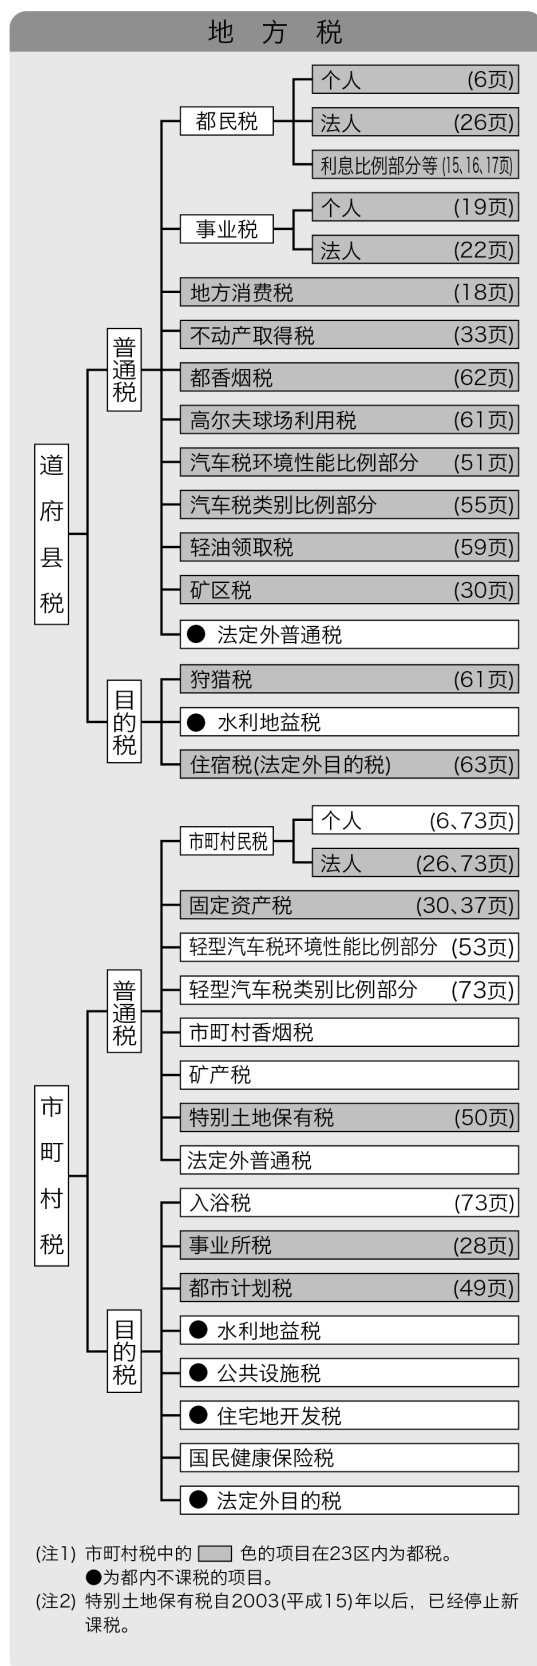 地方税
道府县税
普通税
都民税
个人 (6页)
法人 (26页)
利息比例部分等 (15、16、17页)
事业税
个人 (19页)
法人 (22页)
地方消费税 (18页)
不动产取得税 (33页)
都香烟税 (62页)
高尔夫球场利用税 (61页)
汽车税环境性能比例部分 (51页)
汽车税类别比例部分 (55页)
轻油领取税 (59页)
矿区税 (30页)
● 法定外普通税
目的税
狩猎税 (61页)
● 水利地益税
住宿税(法定外目的税) (63页)
市町村税
普通税
市町村民税
个人 (6、73页)
法人 (26、73页)
固定资产税 (30、37页)
轻型汽车税环境性能比例部分 (53页)
轻型汽车税类别比例部分 (73页)
市町村香烟税
矿产税
特别土地保有税 (50页)
法定外普通税
目的税
入浴税 (73页)
事业所税 (28页)
都市计划税 (49页)
● 水利地益税
● 公共设施税
● 住宅地开发税
国民健康保险税
● 法定外目的税
(注1) 市町村税中的 色的项目在23区内为都税。
●为都内不课税的项目。
(注2) 特别土地保有税自2003(平成15)年以后，已经停止新
课税。